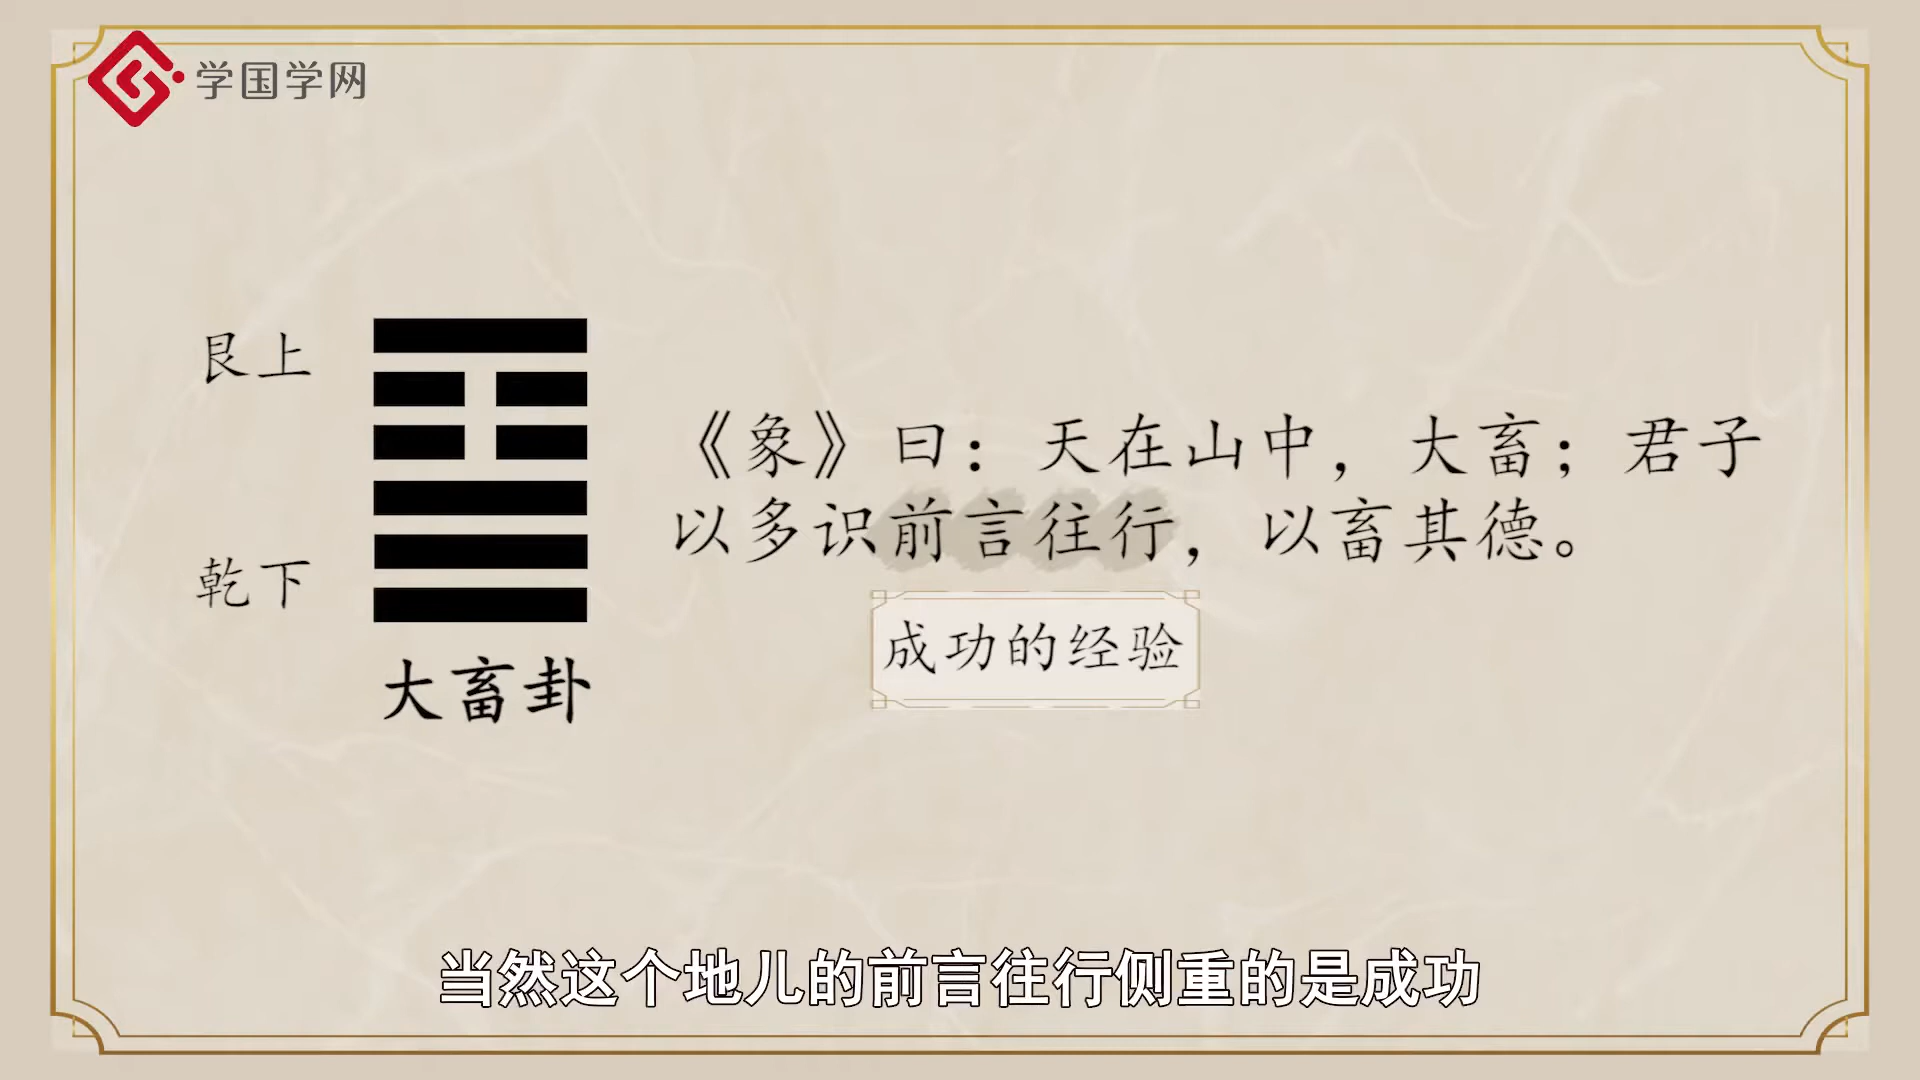 学国学网
艮上
乾下
大畜卦
《象》曰：天在山中，大畜；君子
以多识前言往行，以畜其德。
成功的经验
当然这个地儿的前言往行侧重的是成功